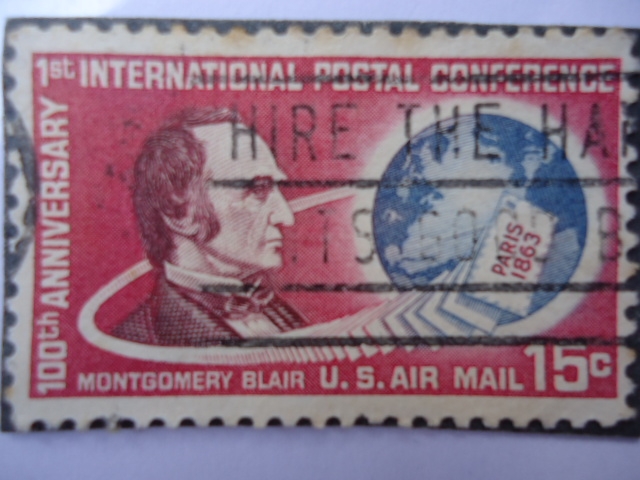 1st INTERNATIONAL POSTAL CONFERENCE
100th ANNIVERSARY
HIRE THE HA
PARIS
1863
MONTGOMERY BLAIR U.S. AIR MAIL 15c